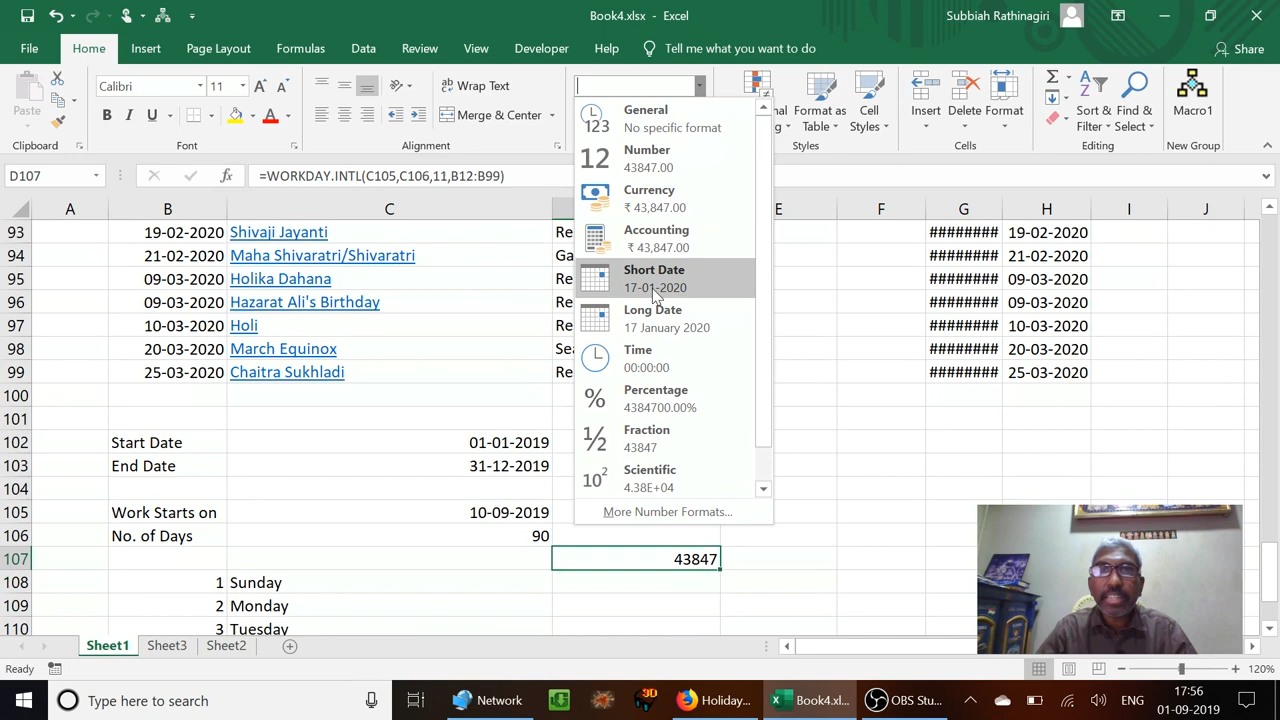 Book4.xlsx - Excel
Subbiah Rathinagiri
File Home Insert Page Layout Formulas Data Review View Developer Help Tell me what you want to do Share
Paste
Clipboard
Calibri 11
B I U
Font
Wrap Text
Merge & Center
Alignment
Format as Table
Cell Styles
Styles
Insert Delete Format
Cells
Sort & Filter
Find & Select
Editing
Macro1
New Group
D107 =WORKDAY.INTL(C105,C106,11,B12:B99)
General
No specific format
Number
43847.00
Currency
₹ 43,847.00
Accounting
₹ 43,847.00
Short Date
17-01-2020
Long Date
17 January 2020
Time
00:00:00
Percentage
4384700.00%
Fraction
43847
Scientific
4.38E+04
More Number Formats...
A B C E F G H I J
93 19-02-2020 Shivaji Jayanti Re ######## 19-02-2020
94 21-02-2020 Maha Shivaratri/Shivaratri Ga ######## 21-02-2020
95 09-03-2020 Holika Dahana Re ######## 09-03-2020
96 09-03-2020 Hazarat Ali's Birthday Re ######## 09-03-2020
97 10-03-2020 Holi Re ######## 10-03-2020
98 20-03-2020 March Equinox Sea ######## 20-03-2020
99 25-03-2020 Chaitra Sukhladi Re ######## 25-03-2020
100
101
102 Start Date 01-01-2019
103 End Date 31-12-2019
104
105 Work Starts on 10-09-2019
106 No. of Days 90
107 43847
108 1 Sunday
109 2 Monday
110 3 Tuesday
Sheet1 Sheet3 Sheet2
Ready 120%
Type here to search
Network
Holiday...
Book4.xl...
OBS Stu...
ENG
17:56
01-09-2019